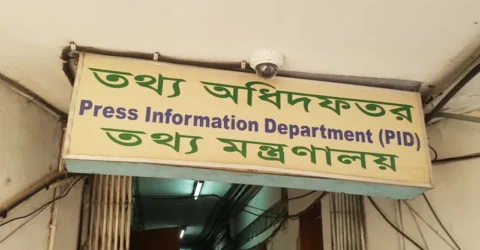 তথ্য অধিদফতর
Press Information Department (PID)
তথ্য মন্ত্রণালয়